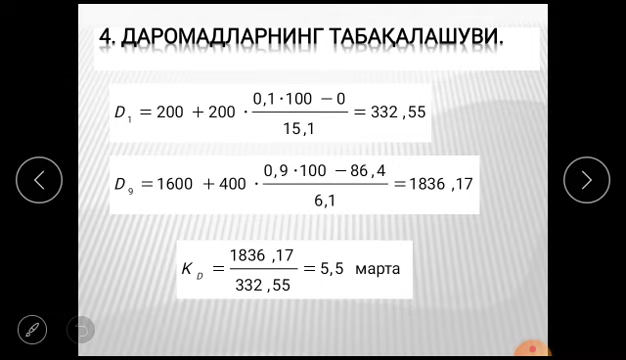 4. ДАРОМАДЛАРНИНГ ТАБАҚАЛАШУВИ.
D₁ = 200 + 200 · (0,1·100 − 0) / 15,1 = 332,55
D₉ = 1600 + 400 · (0,9·100 − 86,4) / 6,1 = 1836,17
K_D = 1836,17 / 332,55 = 5,5 марта